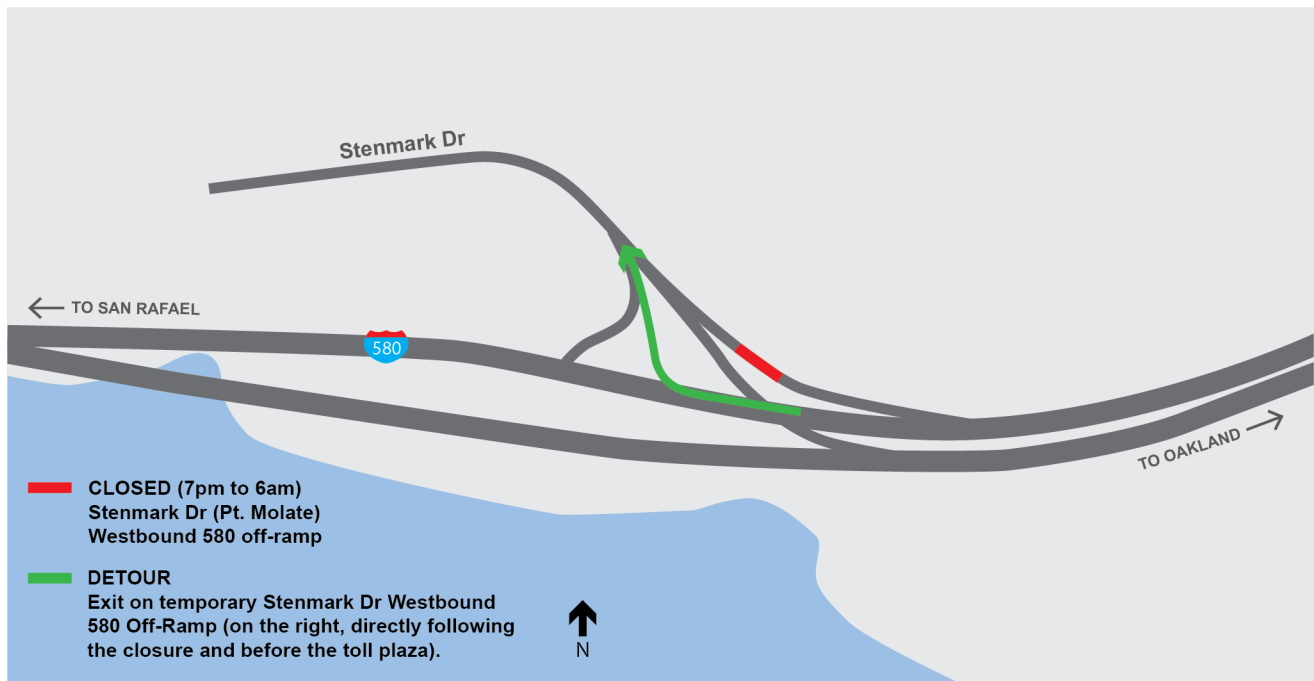 Stenmark Dr
TO SAN RAFAEL
580
TO OAKLAND
CLOSED (7pm to 6am)
Stenmark Dr (Pt. Molate)
Westbound 580 off-ramp
DETOUR
Exit on temporary Stenmark Dr Westbound
580 Off-Ramp (on the right, directly following
the closure and before the toll plaza).
N